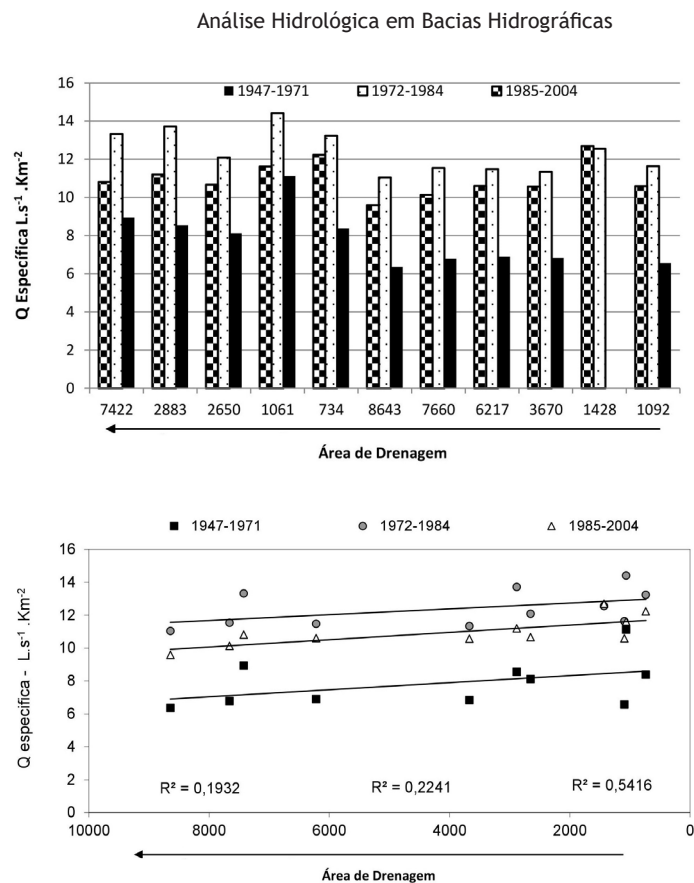 Análise Hidrológica em Bacias Hidrográficas
1947-1971 1972-1984 1985-2004
Q Específica L.s⁻¹ .Km⁻²
16
14
12
10
8
6
4
2
0
7422 2883 2650 1061 734 8643 7660 6217 3670 1428 1092
Área de Drenagem
1947-1971 1972-1984 1985-2004
Q especifica - L.s⁻¹ .Km⁻²
16
14
12
10
8
6
4
2
0
R² = 0,1932 R² = 0,2241 R² = 0,5416
10000 8000 6000 4000 2000 0
Área de Drenagem